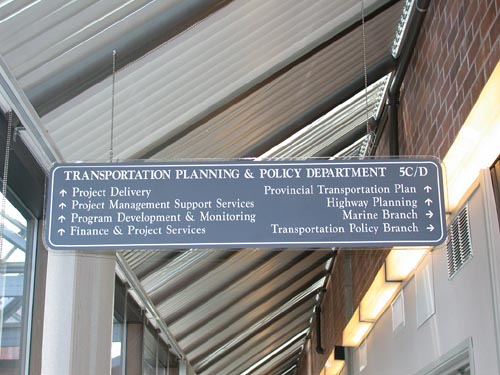 TRANSPORTATION PLANNING & POLICY DEPARTMENT 5C/D
↑ Project Delivery
↑ Project Management Support Services
↑ Program Development & Monitoring
↑ Finance & Project Services
Provincial Transportation Plan ↑
Highway Planning ↑
Marine Branch →
Transportation Policy Branch →